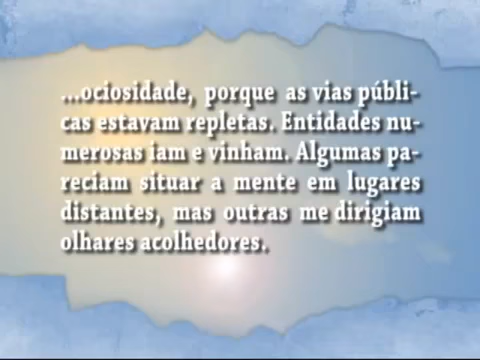 ...ociosidade, porque as vias públi-
cas estavam repletas. Entidades nu-
merosas iam e vinham. Algumas pa-
reciam situar a mente em lugares
distantes, mas outras me dirigiam
olhares acolhedores.